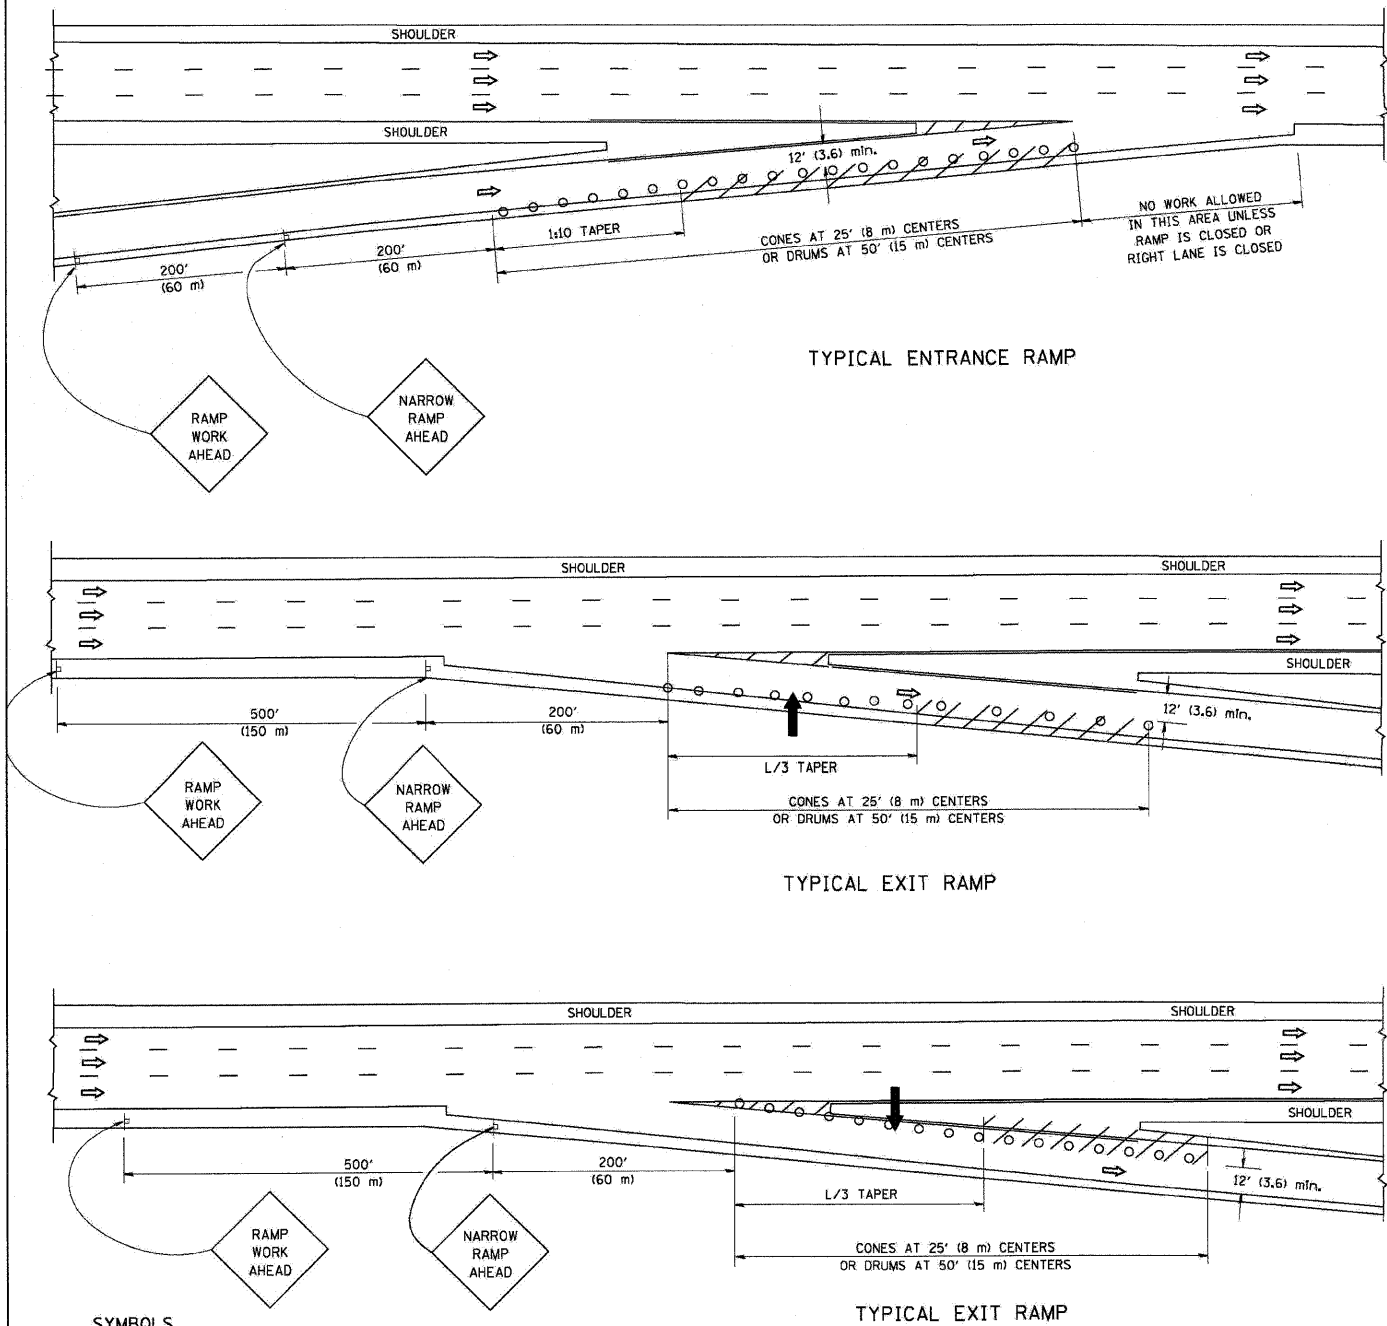 SHOULDER
SHOULDER
12' (3.6) min.
1:10 TAPER
200'
(60 m)
200'
(60 m)
CONES AT 25' (8 m) CENTERS
OR DRUMS AT 50' (15 m) CENTERS
NO WORK ALLOWED
IN THIS AREA UNLESS
RAMP IS CLOSED OR
RIGHT LANE IS CLOSED
TYPICAL ENTRANCE RAMP
RAMP
WORK
AHEAD
NARROW
RAMP
AHEAD
SHOULDER
SHOULDER
SHOULDER
12' (3.6) min.
500'
(150 m)
200'
(60 m)
L/3 TAPER
CONES AT 25' (8 m) CENTERS
OR DRUMS AT 50' (15 m) CENTERS
RAMP
WORK
AHEAD
NARROW
RAMP
AHEAD
TYPICAL EXIT RAMP
SHOULDER
SHOULDER
SHOULDER
12' (3.6) min.
500'
(150 m)
200'
(60 m)
L/3 TAPER
CONES AT 25' (8 m) CENTERS
OR DRUMS AT 50' (15 m) CENTERS
RAMP
WORK
AHEAD
NARROW
RAMP
AHEAD
TYPICAL EXIT RAMP
SYMBOLS